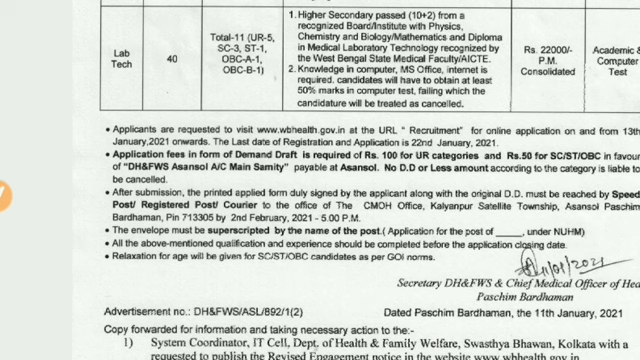 Lab Tech
40
Total-11 (UR-5,
SC-3, ST-1,
OBC-A-1,
OBC-B-1)
1. Higher Secondary passed (10+2) from a
recognized Board/Institute with Physics,
Chemistry and Biology/Mathematics and Diploma
in Medical Laboratory Technology recognized by
the West Bengal State Medical Faculty/AICTE.
2. Knowledge in computer, MS Office, internet is
required. candidates will have to obtain at least
50% marks in computer test, failing which the
candidature will be treated as cancelled.
Rs. 22000/-
P.M.
Consolidated
Academic &
Computer
Test
• Applicants are requested to visit www.wbhealth.gov.in at the URL " Recruitment" for online application on and from 13th
January,2021 onwards. The Last date of Registration and Application is 22nd January, 2021.
• Application fees in form of Demand Draft is required of Rs. 100 for UR categories and Rs.50 for SC/ST/OBC in favour
of "DH&FWS Asansol A/C Main Samity" payable at Asansol. No D.D or Less amount according to the category is liable to
be cancelled.
• After submission, the printed applied form duly signed by the applicant along with the original D.D. must be reached by Speed
Post/ Registered Post/ Courier to the office of The CMOH Office, Kalyanpur Satellite Township, Asansol Paschim
Bardhaman, Pin 713305 by 2nd February, 2021 - 5.00 P.M.
• The envelope must be superscripted by the name of the post.( Application for the post of _____, under NUHM)
• All the above-mentioned qualification and experience should be completed before the application closing date.
• Relaxation for age will be given for SC/ST/OBC candidates as per GOI norms.
11/01/2021
Secretary DH&FWS & Chief Medical Officer of Hea
Paschim Bardhaman
Advertisement no.: DH&FWS/ASL/892/1(2)
Dated Paschim Bardhaman, the 11th January, 2021
Copy forwarded for information and taking necessary action to the:-
1) System Coordinator, IT Cell, Dept. of Health & Family Welfare, Swasthya Bhawan, Kolkata with a
requested to publish the Revised Engagement notice in the website www.wbhealth.gov.in